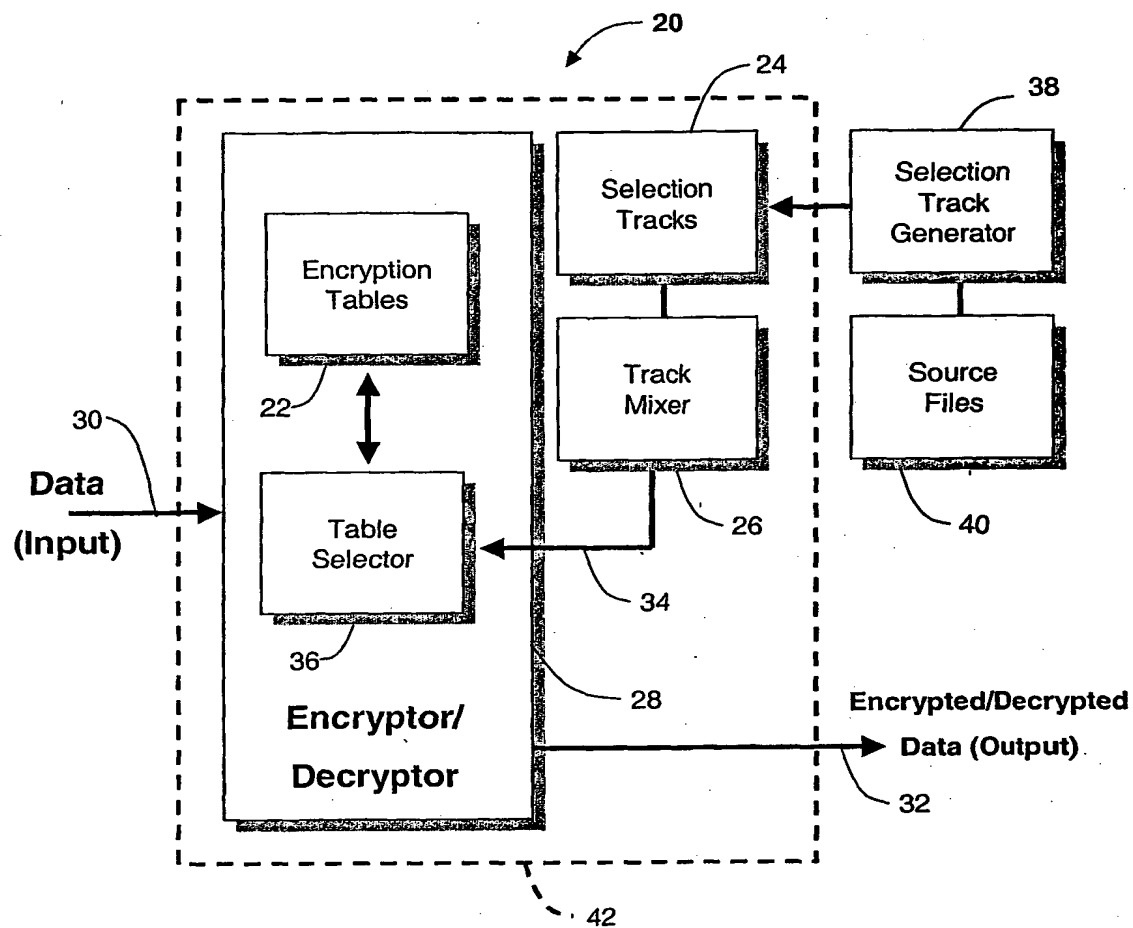 20
24
38
Selection
Tracks
Selection
Track
Generator
Encryption
Tables
22
Track
Mixer
Source
Files
30
Data
(Input)
Table
Selector
26
40
34
36
28
Encryptor/
Decryptor
Encrypted/Decrypted
Data (Output)
32
42